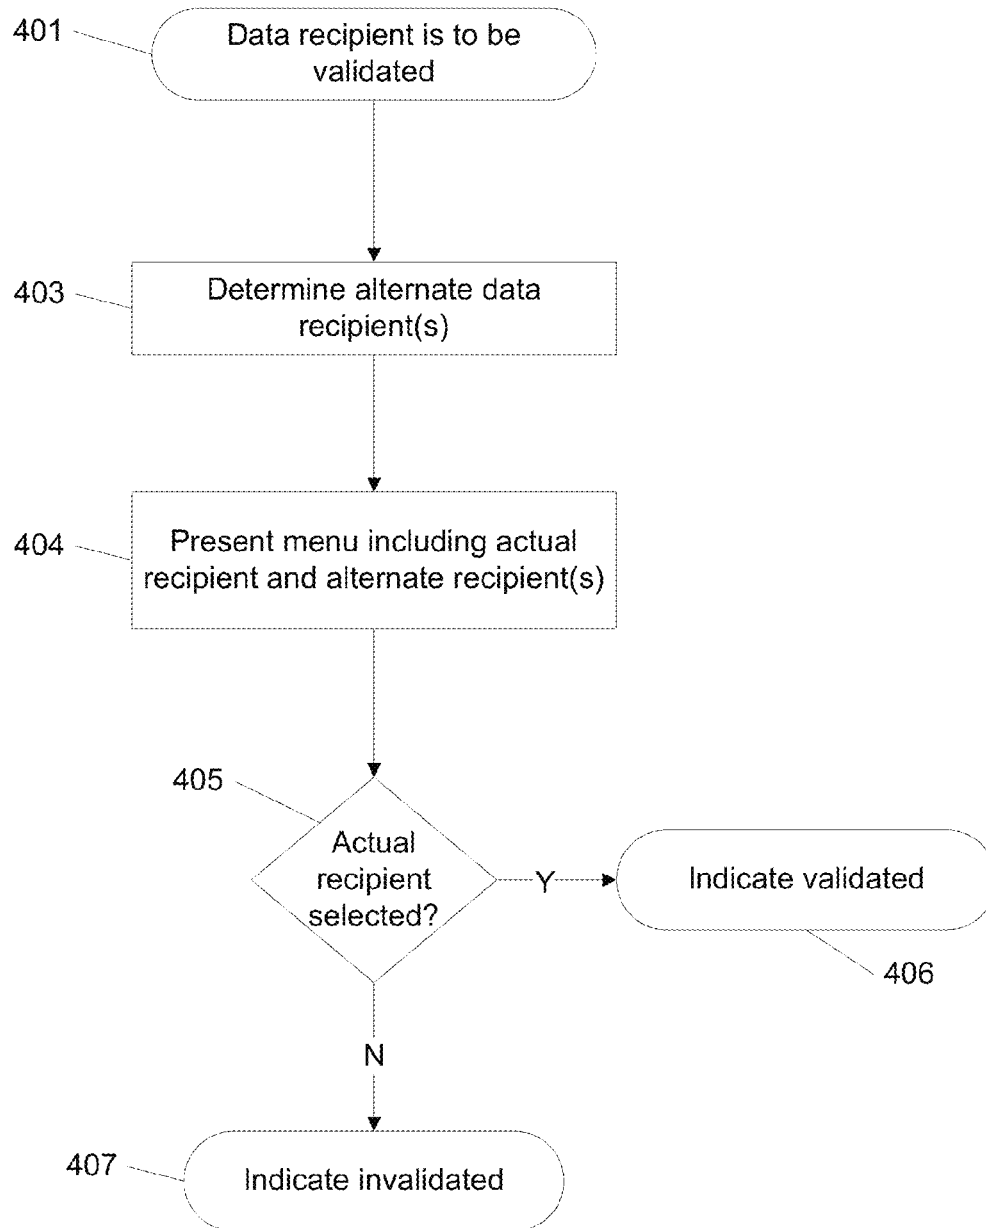 401
Data recipient is to be
validated
403
Determine alternate data
recipient(s)
404
Present menu including actual
recipient and alternate recipient(s)
405
Actual
recipient
selected?
Y
Indicate validated
406
N
407
Indicate invalidated